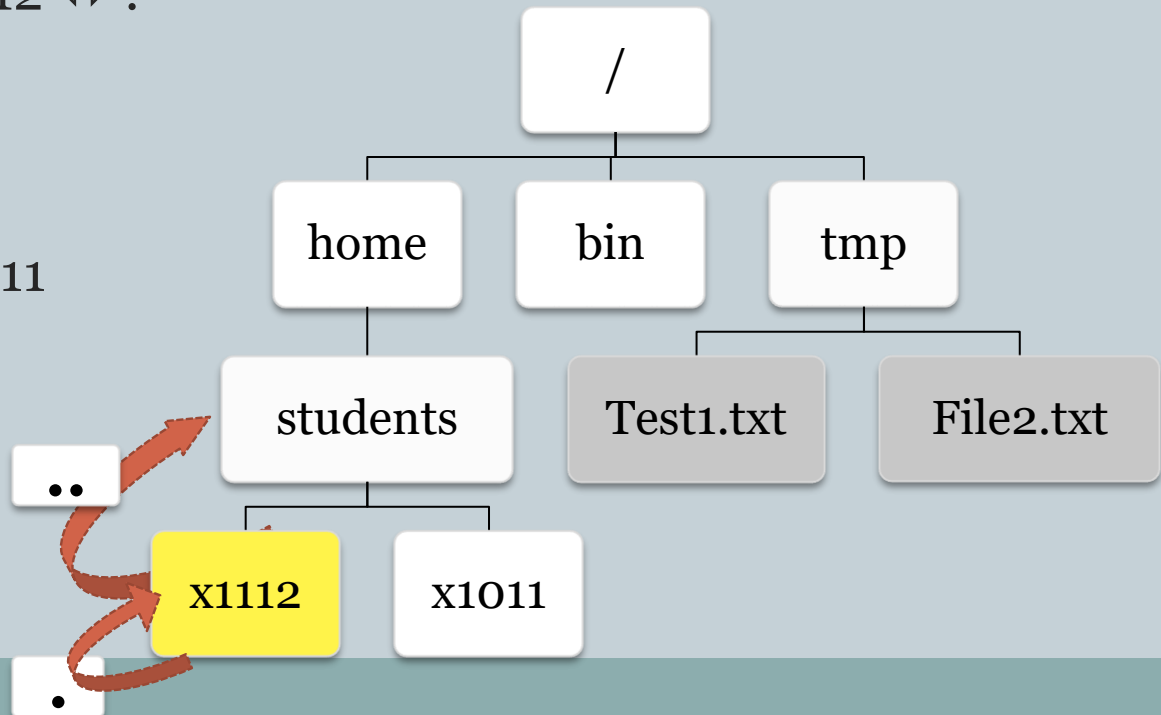 /
home
bin
tmp
11
students
Test1.txt
File2.txt
..
x1112
x1011
.